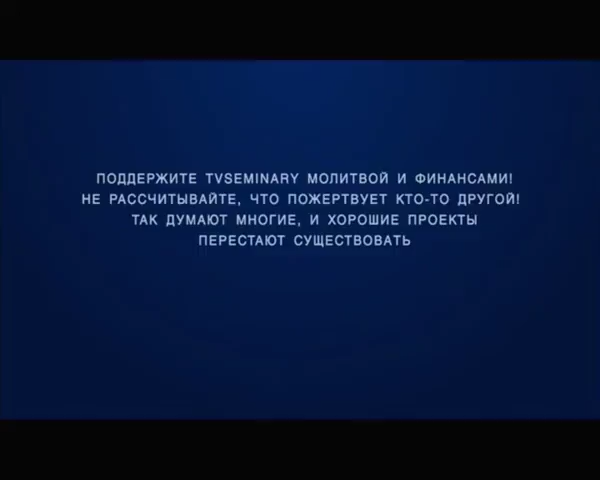 ПОДДЕРЖИТЕ TVSEMINARY МОЛИТВОЙ И ФИНАНСАМИ!
НЕ РАССЧИТЫВАЙТЕ, ЧТО ПОЖЕРТВУЕТ КТО-ТО ДРУГОЙ!
ТАК ДУМАЮТ МНОГИЕ, И ХОРОШИЕ ПРОЕКТЫ
ПЕРЕСТАЮТ СУЩЕСТВОВАТЬ